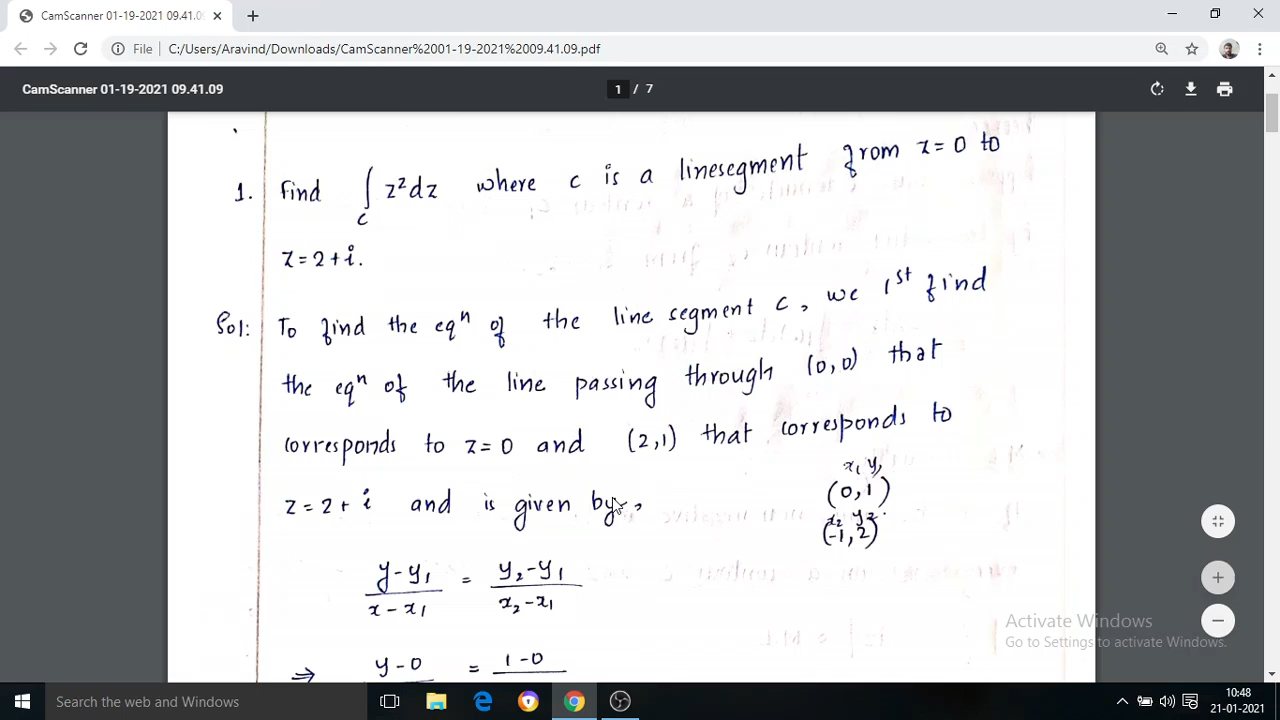 CamScanner 01-19-2021 09.41.0
File C:/Users/Aravind/Downloads/CamScanner%2001-19-2021%2009.41.09.pdf
CamScanner 01-19-2021 09.41.09
1 / 7
1. Find ∫c z²dz where c is a linesegment from z=0 to
z=2+i.
Sol: To find the eqⁿ of the line segment c, we 1st find
the eqⁿ of the line passing through (0,0) that
corresponds to z=0 and (2,1) that corresponds to
x₁ y₁
(0,1)
z=2+i and is given by,
x₂ y₂
(-1,2)
y-y₁ / x-x₁ = y₂-y₁ / x₂-x₁
⇒ y-0 = 1-0
Activate Windows
Go to Settings to activate Windows.
Search the web and Windows
10:48
21-01-2021